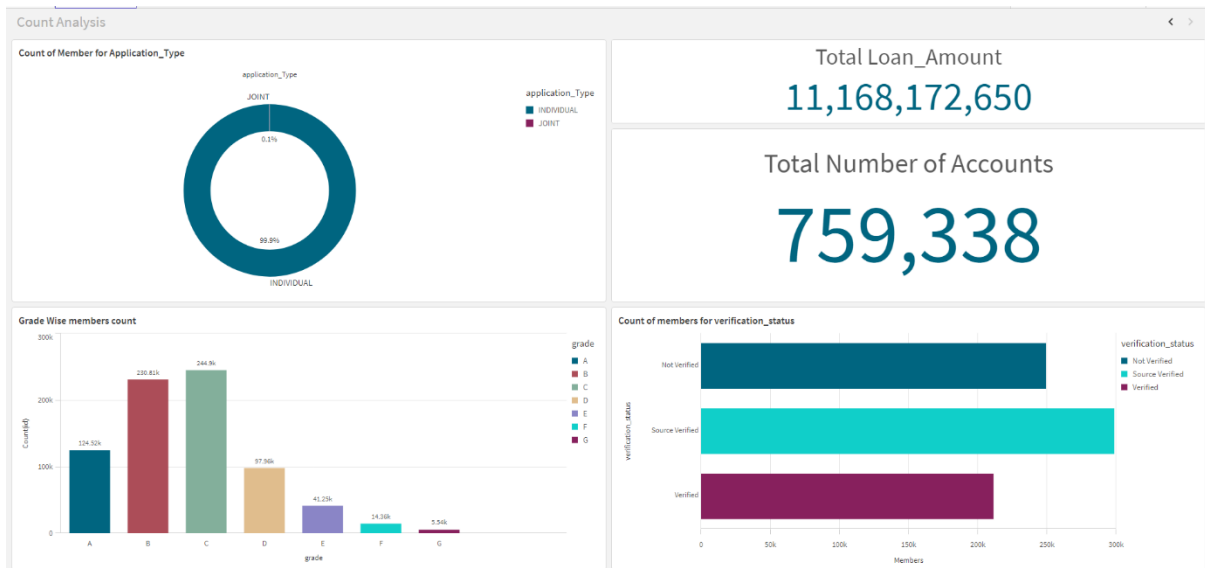 Count Analysis
Count of Member for Application_Type
application_Type
JOINT
0.1%
99.9%
INDIVIDUAL
application_Type
INDIVIDUAL
JOINT
Total Loan_Amount
11,168,172,650
Total Number of Accounts
759,338
Grade Wise members count
300k
200k
100k
0
Count(id)
124.52k
230.81k
244.9k
97.96k
41.25k
14.36k
5.54k
A
B
C
D
E
F
G
grade
grade
A
B
C
D
E
F
G
Count of members for verification_status
verification_status
Not Verified
Source Verified
Verified
0
50k
100k
150k
200k
250k
300k
Members
verification_status
Not Verified
Source Verified
Verified